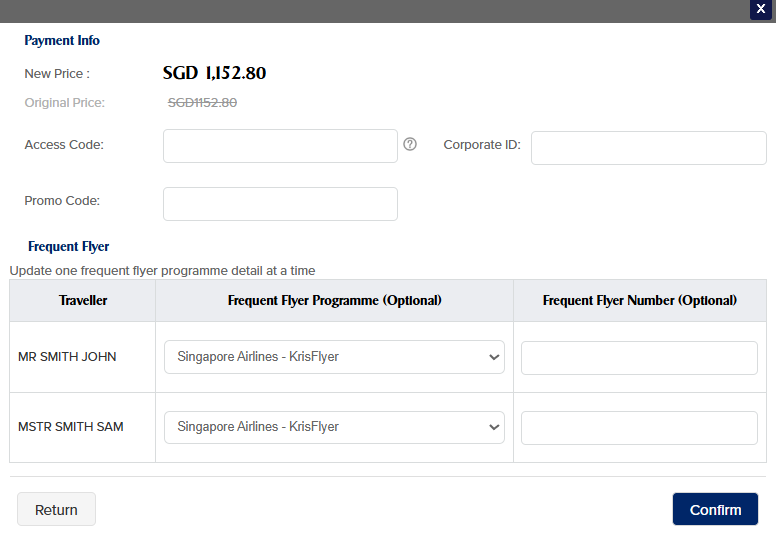 X
Payment Info
New Price : SGD 1,152.80
Original Price: SGD1152.80
Access Code: ? Corporate ID:
Promo Code:
Frequent Flyer
Update one frequent flyer programme detail at a time
Traveller Frequent Flyer Programme (Optional) Frequent Flyer Number (Optional)
MR SMITH JOHN Singapore Airlines - KrisFlyer
MSTR SMITH SAM Singapore Airlines - KrisFlyer
Return Confirm